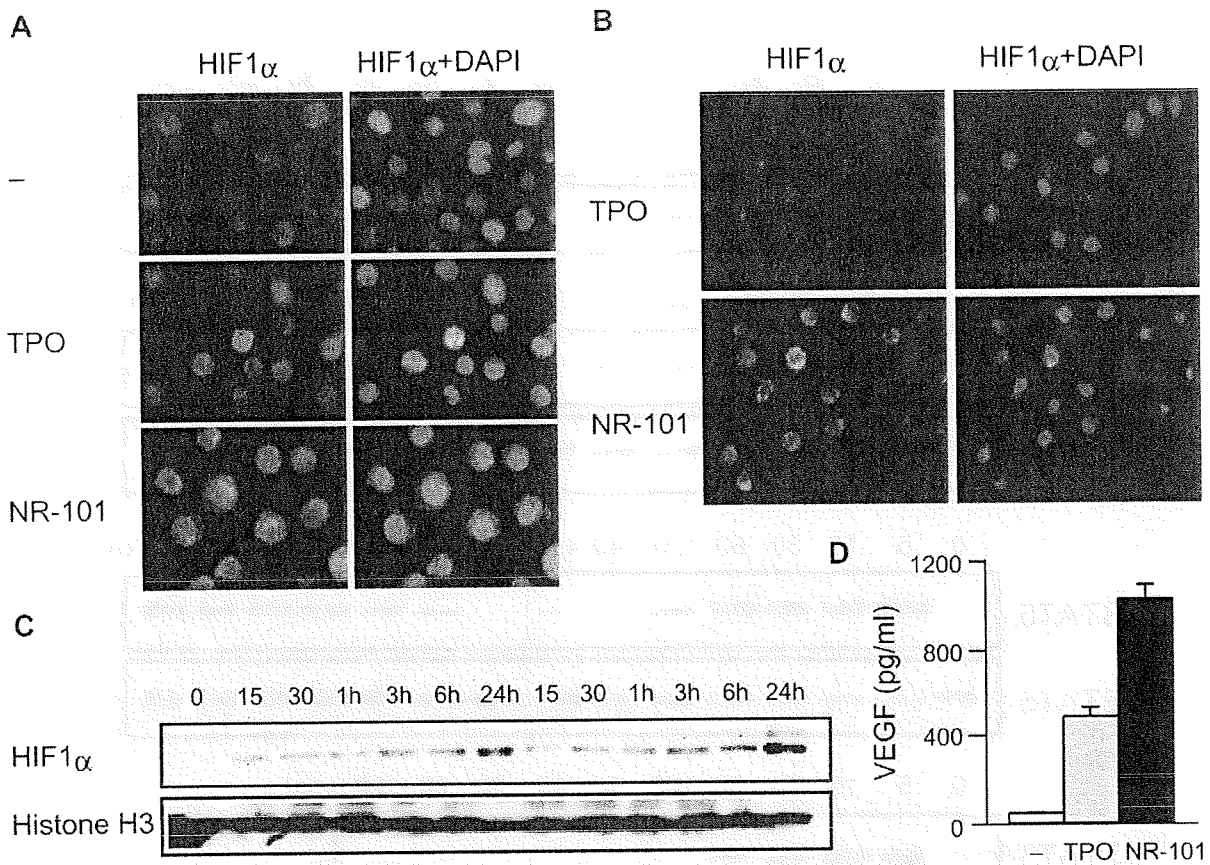 A
HIF1α HIF1α+DAPI
–
TPO
NR-101
B
HIF1α HIF1α+DAPI
TPO
NR-101
C
0 15 30 1h 3h 6h 24h 15 30 1h 3h 6h 24h
HIF1α
Histone H3
D
VEGF (pg/ml)
1200
800
400
0
– TPO NR-101